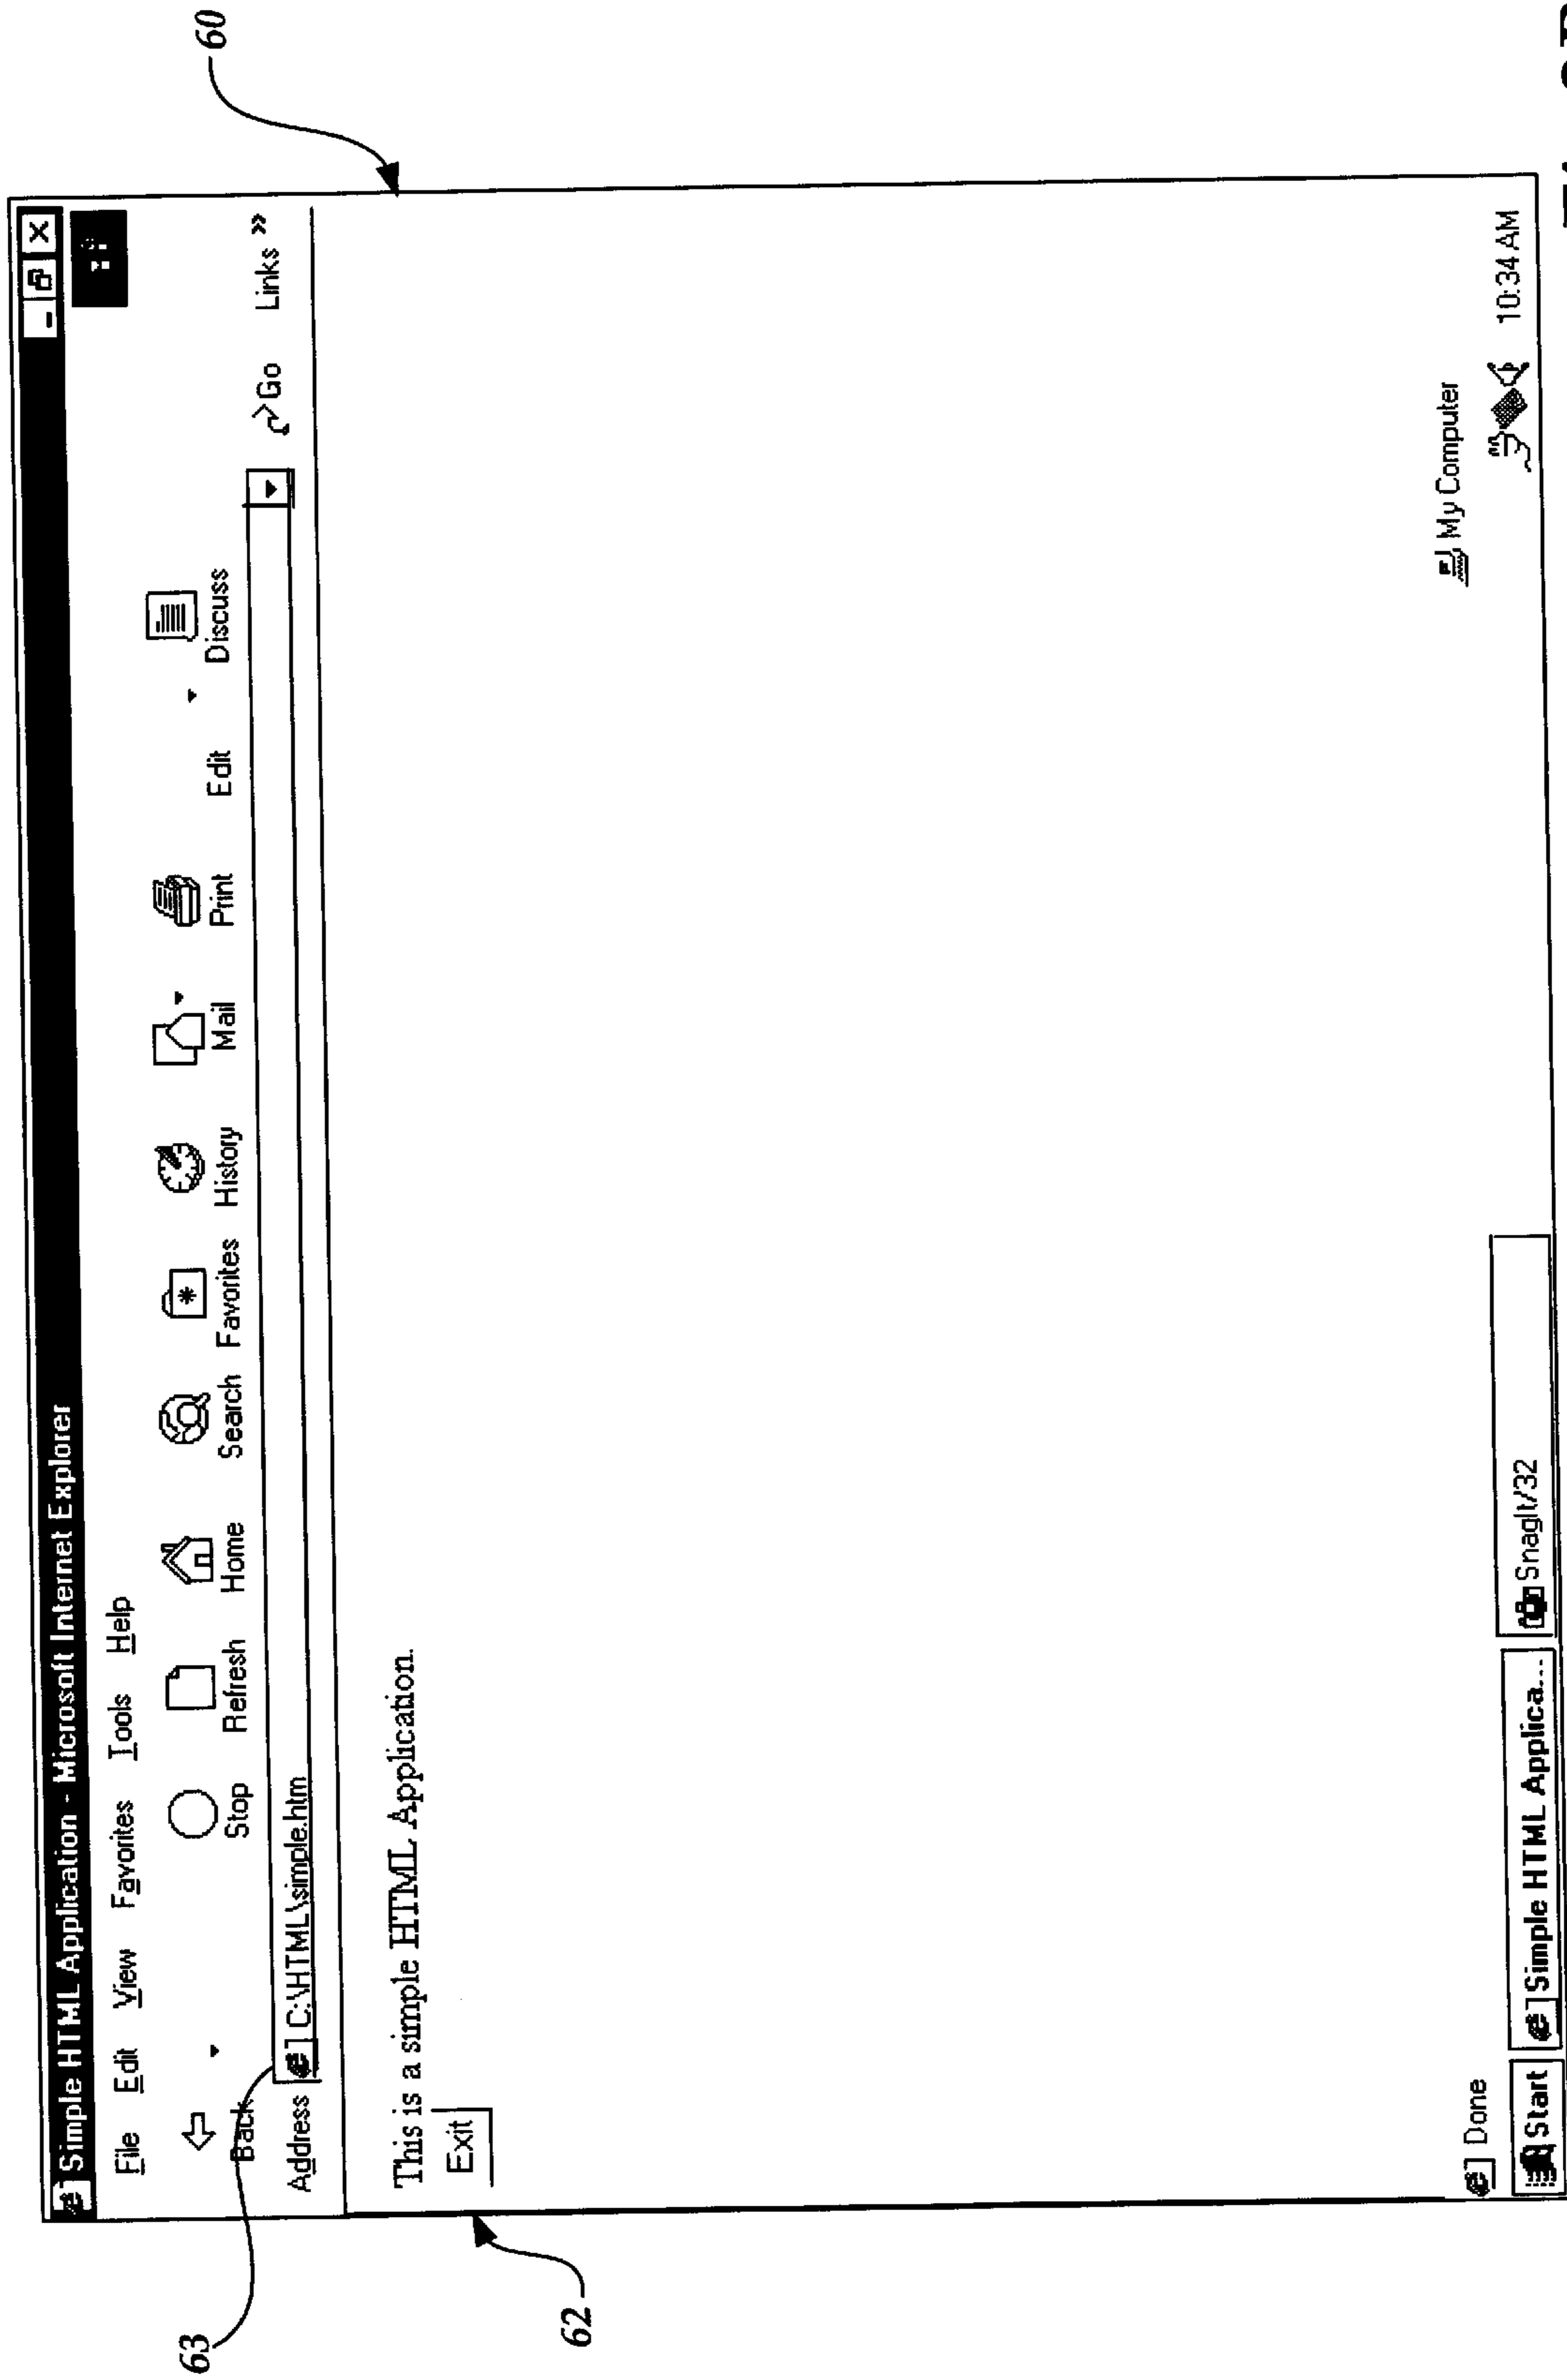 Simple HTML Application - Microsoft Internet Explorer
File Edit View Favorites Tools Help
Back Stop Refresh Home Search Favorites History Mail Print Edit Discuss
Address C:\HTML\simple.htm Go Links »
This is a simple HTML Application.
Exit
Done My Computer
Start Simple HTML Applica... SnagIt/32 10:34 AM
60
62
63